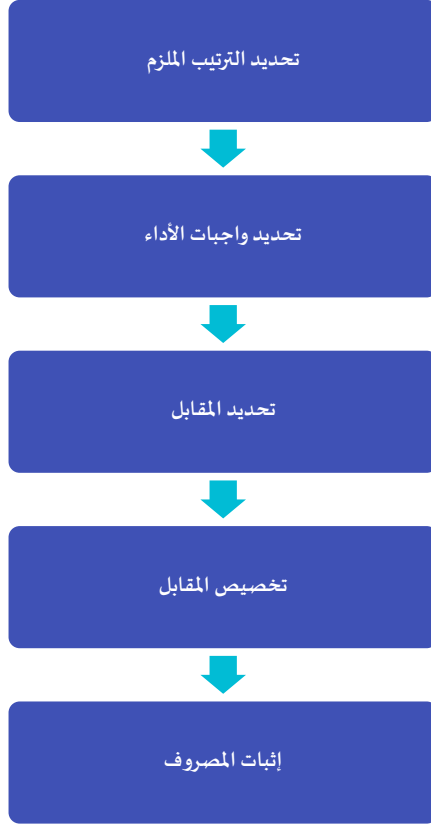 تحديد الترتيب الملزم
تحديد واجبات الأداء
تحديد المقابل
تخصيص المقابل
إثبات المصروف